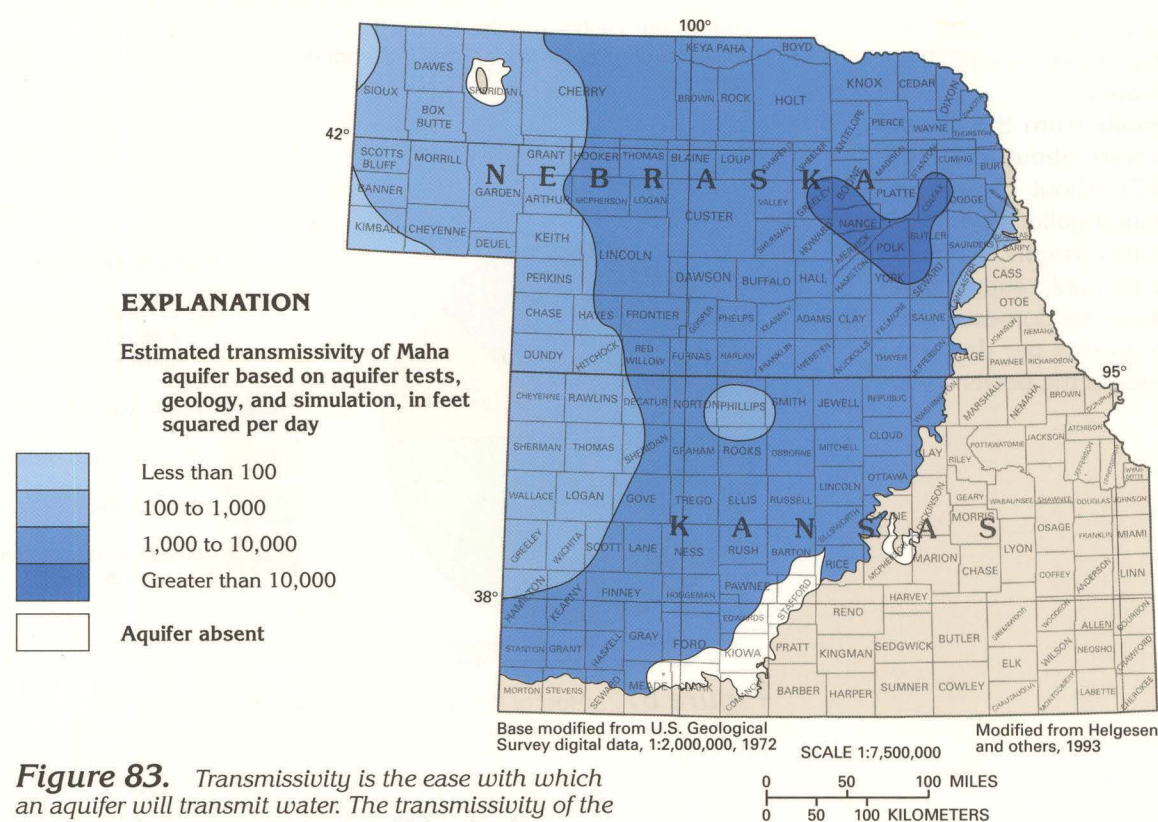 100°
KEYA PAHA BOYD
DAWES
SIOUX
SHERIDAN
CHERRY
BROWN ROCK HOLT
KNOX CEDAR DIXON
BOX
BUTTE
ANTELOPE PIERCE WAYNE THURSTON
42°
SCOTTS
BLUFF
MORRILL
GRANT HOOKER THOMAS BLAINE LOUP GARFIELD WHEELER MADISON STANTON CUMING BURT
NEBRASKA
BANNER GARDEN ARTHUR MCPHERSON LOGAN CUSTER VALLEY GREELEY BOONE PLATTE COLFAX DODGE
KIMBALL CHEYENNE DEUEL KEITH LINCOLN SHERMAN HOWARD NANCE MERRICK POLK BUTLER SAUNDERS SARPY
PERKINS DAWSON BUFFALO HALL HAMILTON YORK SEWARD LANCASTER CASS
OTOE
CHASE HAYES FRONTIER GOSPER PHELPS KEARNEY ADAMS CLAY FILLMORE SALINE JOHNSON NEMAHA
DUNDY HITCHCOCK RED
WILLOW FURNAS HARLAN FRANKLIN WEBSTER NUCKOLLS THAYER JEFFERSON GAGE PAWNEE RICHARDSON
95°
CHEYENNE RAWLINS DECATUR NORTON PHILLIPS SMITH JEWELL REPUBLIC WASHINGTON MARSHALL NEMAHA BROWN DONIPHAN
SHERMAN THOMAS SHERIDAN GRAHAM ROOKS OSBORNE MITCHELL CLOUD CLAY RILEY POTTAWATOMIE JACKSON ATCHISON JEFFERSON
WALLACE LOGAN GOVE TREGO ELLIS RUSSELL LINCOLN OTTAWA DICKINSON GEARY WABAUNSEE SHAWNEE DOUGLAS JOHNSON
KANSAS
GREELEY WICHITA SCOTT LANE NESS RUSH BARTON ELLSWORTH SALINE MORRIS LYON OSAGE FRANKLIN MIAMI
RICE MCPHERSON MARION CHASE COFFEY ANDERSON LINN
38°
HAMILTON KEARNY FINNEY HODGEMAN PAWNEE STAFFORD RENO HARVEY GREENWOOD WOODSON ALLEN BOURBON
STANTON GRANT HASKELL GRAY FORD EDWARDS KIOWA PRATT KINGMAN SEDGWICK BUTLER ELK WILSON NEOSHO CRAWFORD
MORTON STEVENS SEWARD MEADE CLARK COMANCHE BARBER HARPER SUMNER COWLEY CHAUTAUQUA MONTGOMERY LABETTE CHEROKEE
EXPLANATION
Estimated transmissivity of Maha
aquifer based on aquifer tests,
geology, and simulation, in feet
squared per day
Less than 100
100 to 1,000
1,000 to 10,000
Greater than 10,000
Aquifer absent
Base modified from U.S. Geological
Survey digital data, 1:2,000,000, 1972
SCALE 1:7,500,000
Modified from Helgesen
and others, 1993
0 50 100 MILES
0 50 100 KILOMETERS
Figure 83. Transmissivity is the ease with which
an aquifer will transmit water. The transmissivity of the